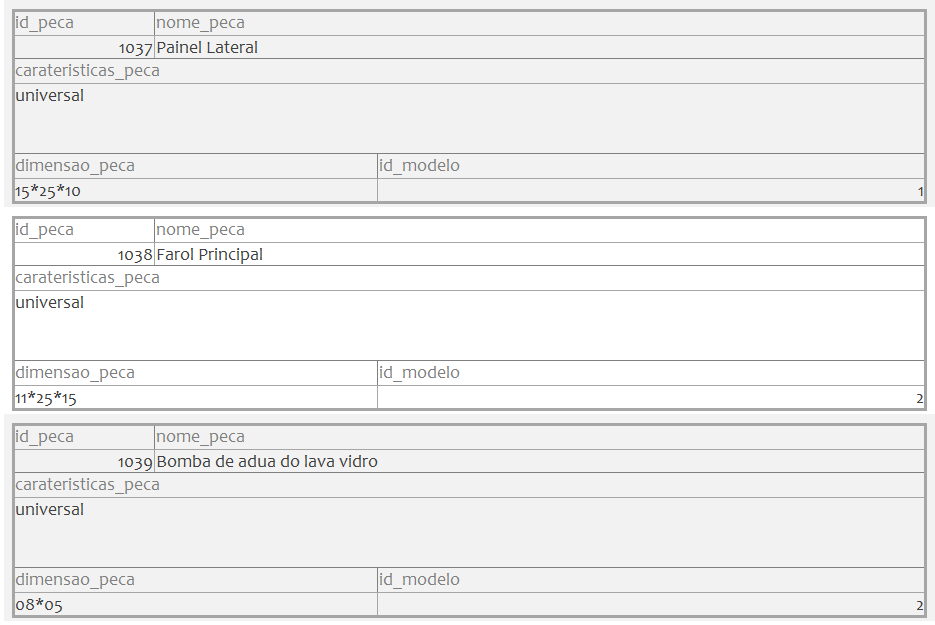 id_peca nome_peca
1037 Painel Lateral
carateristicas_peca
universal
dimensao_peca id_modelo
15*25*10 1
id_peca nome_peca
1038 Farol Principal
carateristicas_peca
universal
dimensao_peca id_modelo
11*25*15 2
id_peca nome_peca
1039 Bomba de adua do lava vidro
carateristicas_peca
universal
dimensao_peca id_modelo
08*05 2